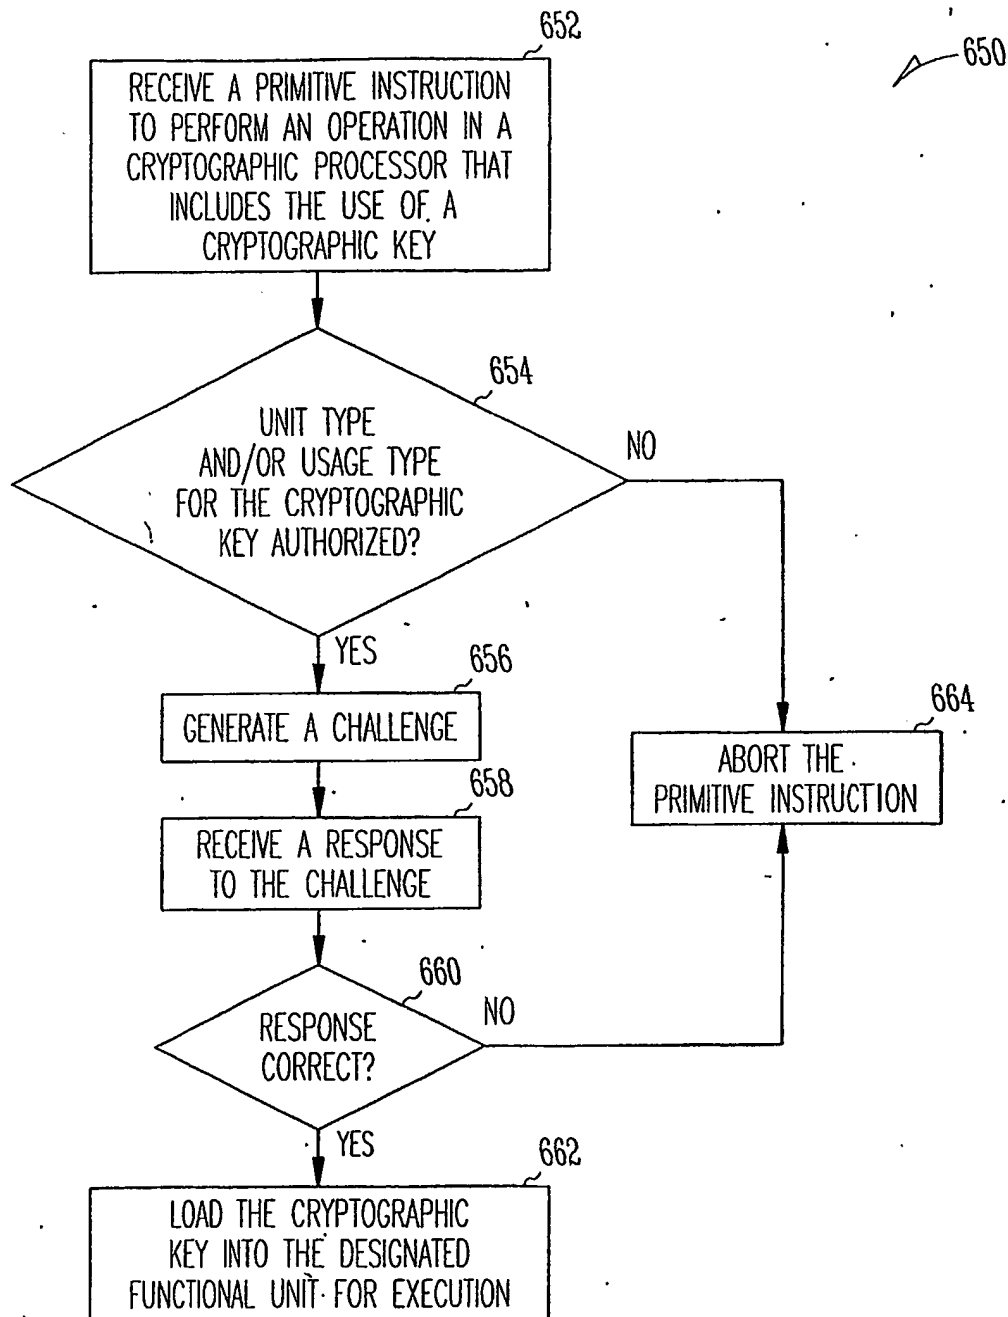 652
650
RECEIVE A PRIMITIVE INSTRUCTION
TO PERFORM AN OPERATION IN A
CRYPTOGRAPHIC PROCESSOR THAT
INCLUDES THE USE OF A
CRYPTOGRAPHIC KEY
654
UNIT TYPE
AND/OR USAGE TYPE
FOR THE CRYPTOGRAPHIC
KEY AUTHORIZED?
NO
YES
656
GENERATE A CHALLENGE
664
ABORT THE
PRIMITIVE INSTRUCTION
658
RECEIVE A RESPONSE
TO THE CHALLENGE
660
RESPONSE
CORRECT?
NO
YES
662
LOAD THE CRYPTOGRAPHIC
KEY INTO THE DESIGNATED
FUNCTIONAL UNIT FOR EXECUTION